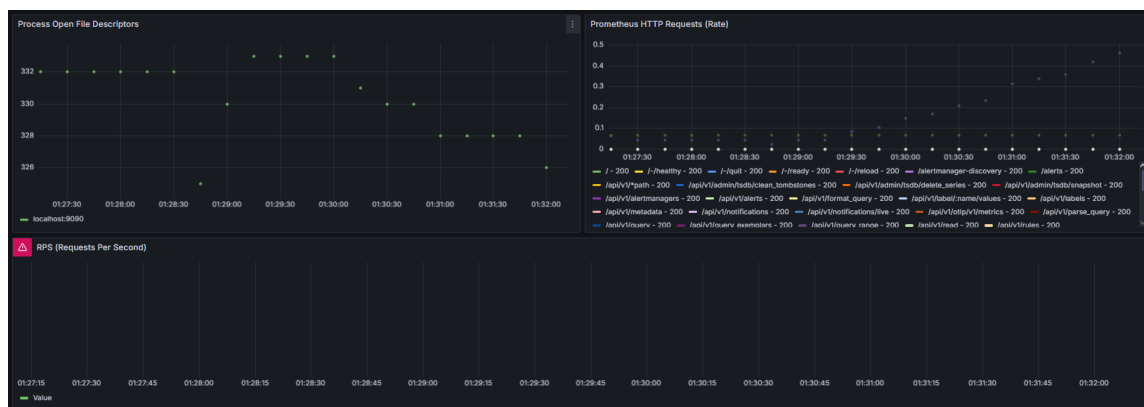 Process Open File Descriptors
332
330
328
326
01:27:30 01:28:00 01:28:30 01:29:00 01:29:30 01:30:00 01:30:30 01:31:00 01:31:30 01:32:00
localhost:9090
Prometheus HTTP Requests (Rate)
0.5
0.4
0.3
0.2
0.1
0
01:27:30 01:28:00 01:28:30 01:29:00 01:29:30 01:30:00 01:30:30 01:31:00 01:31:30 01:32:00
/ - 200 /-/healthy - 200 /-/quit - 200 /-/ready - 200 /-/reload - 200 /alertmanager-discovery - 200 /alerts - 200
/api/v1/*path - 200 /api/v1/admin/tsdb/clean_tombstones - 200 /api/v1/admin/tsdb/delete_series - 200 /api/v1/admin/tsdb/snapshot - 200
/api/v1/alertmanagers - 200 /api/v1/alerts - 200 /api/v1/format_query - 200 /api/v1/label/:name/values - 200 /api/v1/labels - 200
/api/v1/metadata - 200 /api/v1/notifications - 200 /api/v1/notifications/live - 200 /api/v1/otlp/v1/metrics - 200 /api/v1/parse_query - 200
/api/v1/query - 200 /api/v1/query_exemplars - 200 /api/v1/query_range - 200 /api/v1/read - 200 /api/v1/rules - 200
RPS (Requests Per Second)
01:27:15 01:27:30 01:27:45 01:28:00 01:28:15 01:28:30 01:28:45 01:29:00 01:29:15 01:29:30 01:29:45 01:30:00 01:30:15 01:30:30 01:30:45 01:31:00 01:31:15 01:31:30 01:31:45 01:32:00
Value